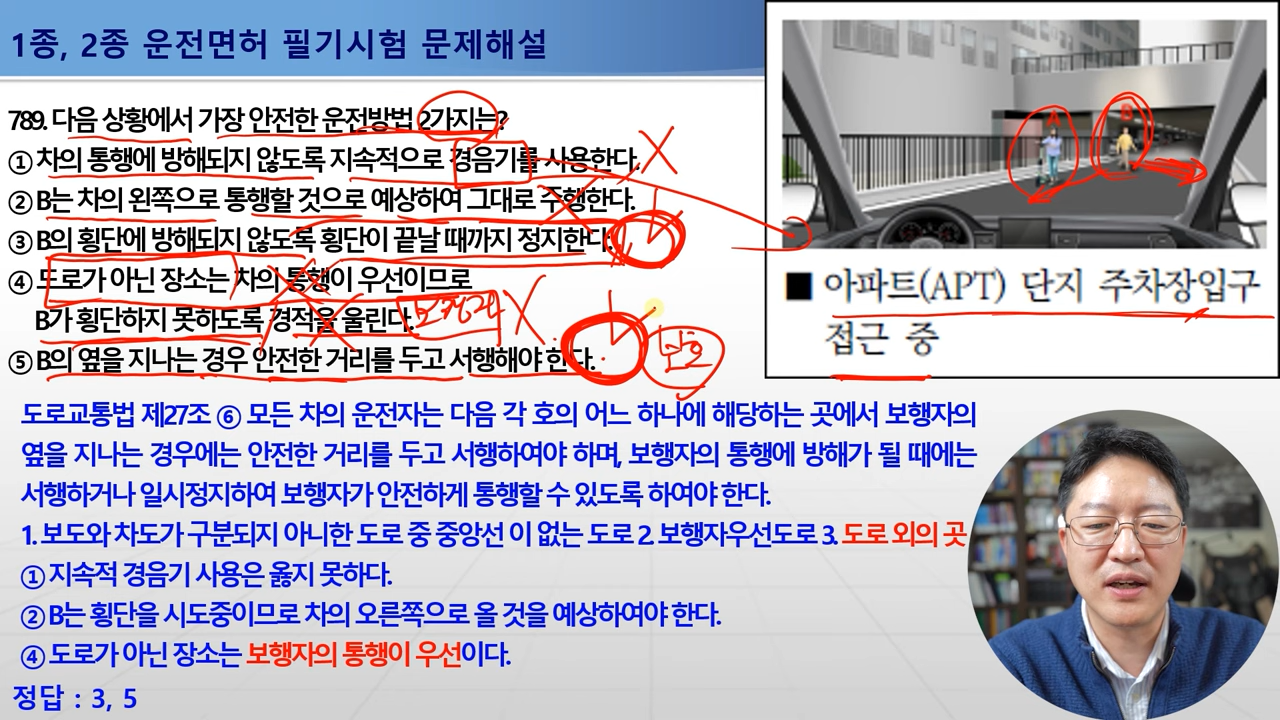 1종, 2종 운전면허 필기시험 문제해설
789. 다음 상황에서 가장 안전한 운전방법 2가지는?
① 차의 통행에 방해되지 않도록 지속적으로 경음기를 사용한다.
② B는 차의 왼쪽으로 통행할 것으로 예상하여 그대로 주행한다.
③ B의 횡단에 방해되지 않도록 횡단이 끝날 때까지 정지한다.
④ 도로가 아닌 장소는 차의 통행이 우선이므로
B가 횡단하지 못하도록 경적을 울린다.
보행자
⑤ B의 옆을 지나는 경우 안전한 거리를 두고 서행해야 한다.
A
B
■ 아파트(APT) 단지 주차장입구
접근 중
도로교통법 제27조 ⑥ 모든 차의 운전자는 다음 각 호의 어느 하나에 해당하는 곳에서 보행자의
옆을 지나는 경우에는 안전한 거리를 두고 서행하여야 하며, 보행자의 통행에 방해가 될 때에는
서행하거나 일시정지하여 보행자가 안전하게 통행할 수 있도록 하여야 한다.
1. 보도와 차도가 구분되지 아니한 도로 중 중앙선 이 없는 도로 2. 보행자우선도로 3. 도로 외의 곳
① 지속적 경음기 사용은 옳지 못하다.
② B는 횡단을 시도중이므로 차의 오른쪽으로 올 것을 예상하여야 한다.
④ 도로가 아닌 장소는 보행자의 통행이 우선이다.
정답 : 3, 5